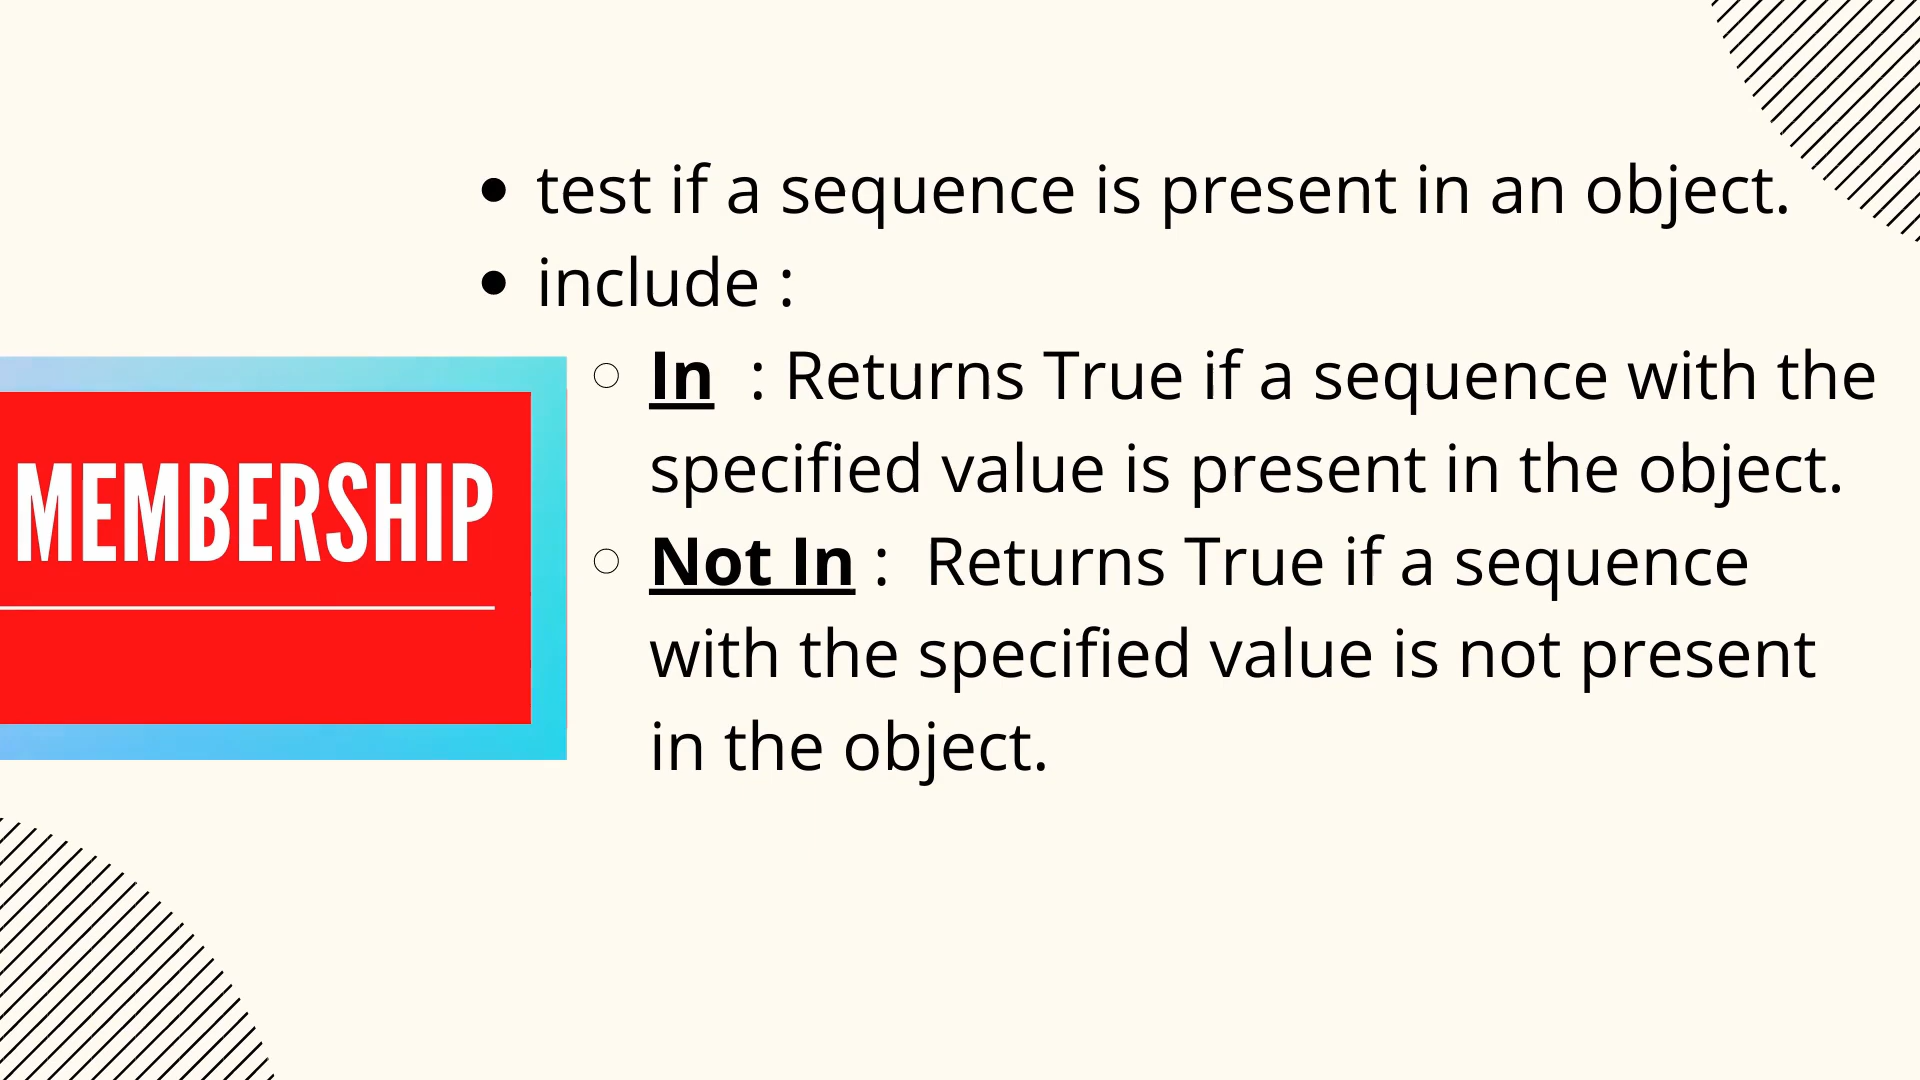 MEMBERSHIP
test if a sequence is present in an object.
include :
In : Returns True if a sequence with the
specified value is present in the object.
Not In : Returns True if a sequence
with the specified value is not present
in the object.